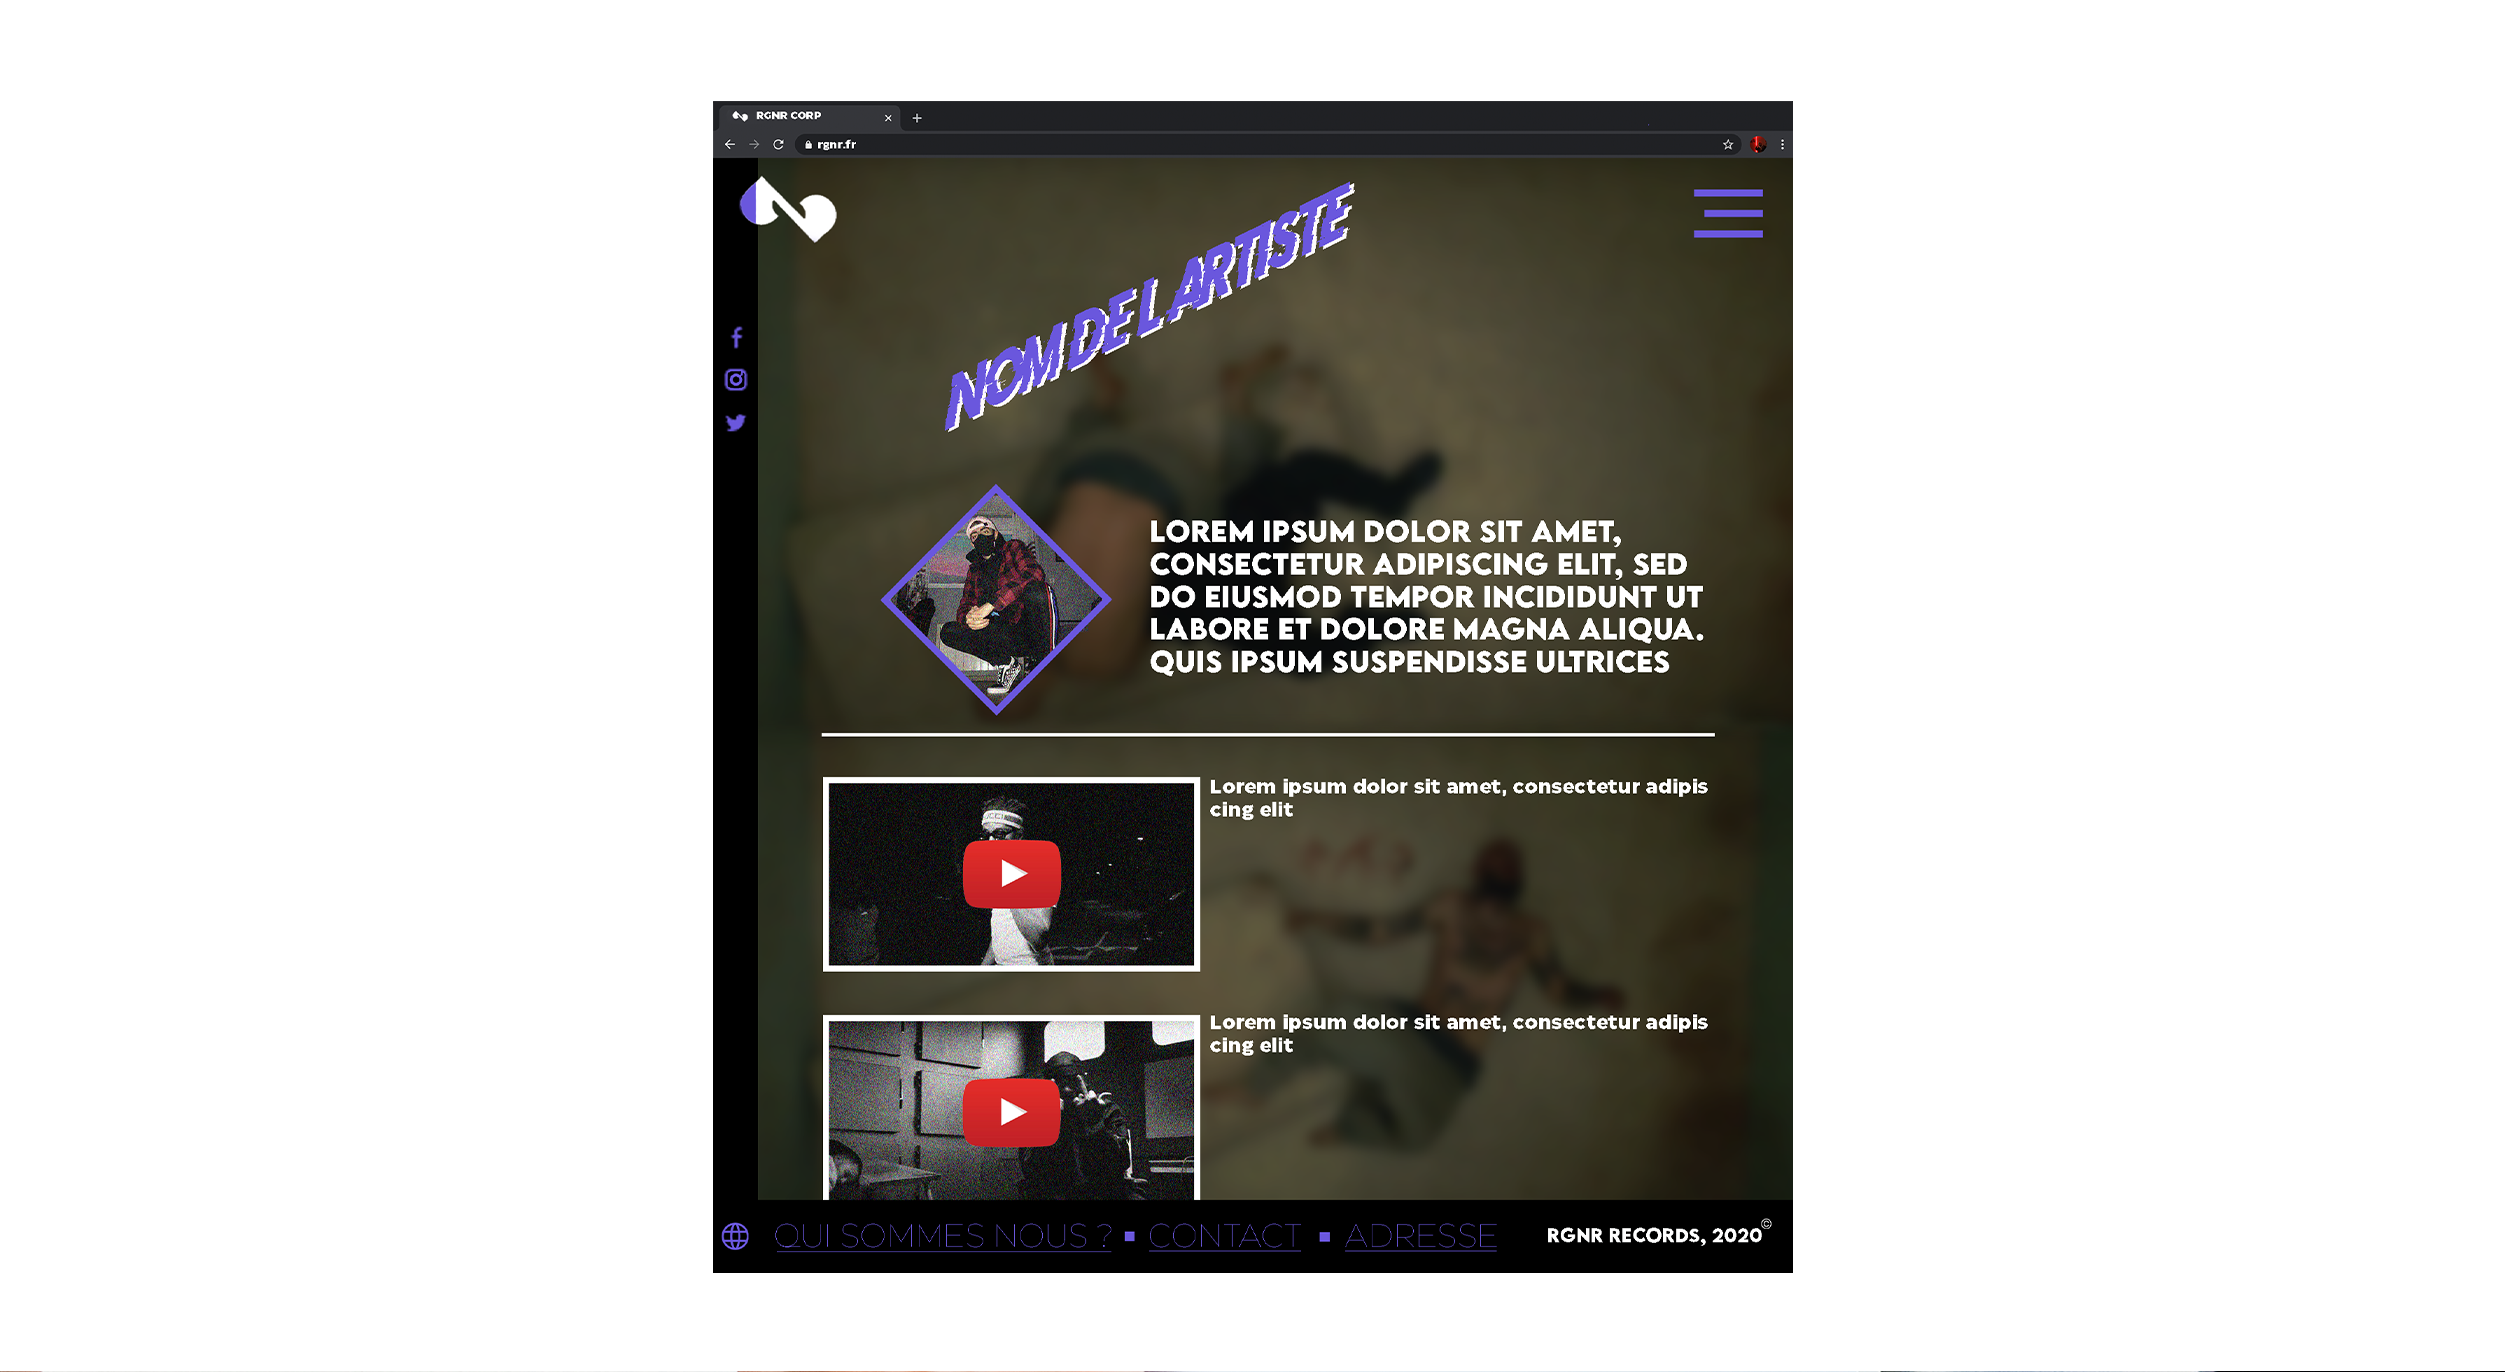 RGNR CORP
rgnr.fr
NOM DE L ARTISTE
LOREM IPSUM DOLOR SIT AMET,
CONSECTETUR ADIPISCING ELIT, SED
DO EIUSMOD TEMPOR INCIDIDUNT UT
LABORE ET DOLORE MAGNA ALIQUA.
QUIS IPSUM SUSPENDISSE ULTRICES
Lorem ipsum dolor sit amet, consectetur adipis
cing elit
Lorem ipsum dolor sit amet, consectetur adipis
cing elit
QUI SOMMES NOUS ? ▪ CONTACT ▪ ADRESSE
RGNR RECORDS, 2020©